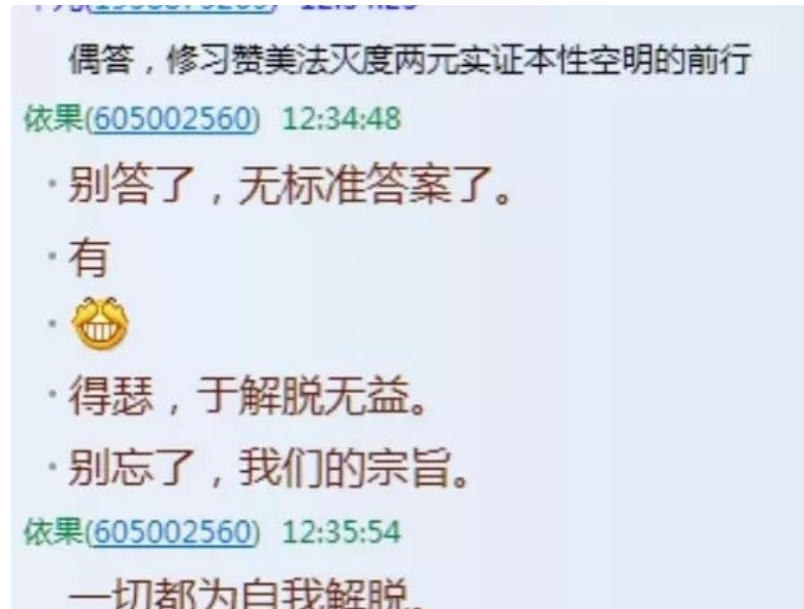 偶答，修习赞美法灭度两元实证本性空明的前行
依果(605002560) 12:34:48
·别答了，无标准答案了。
·有
·得瑟，于解脱无益。
·别忘了，我们的宗旨。
依果(605002560) 12:35:54
一切都为自我解脱。